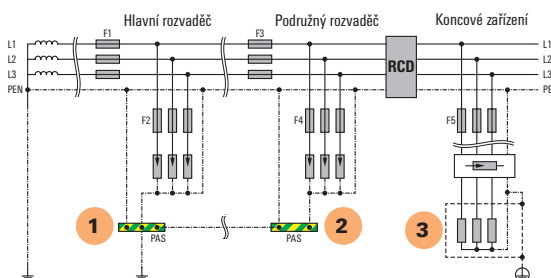 Hlavní rozvaděč Podružný rozvaděč Koncové zařízení
F1 F3
L1 L1
L2 RCD L2
L3 L3
PEN PE
F2 F4 F5
1 2 3
PAS PAS